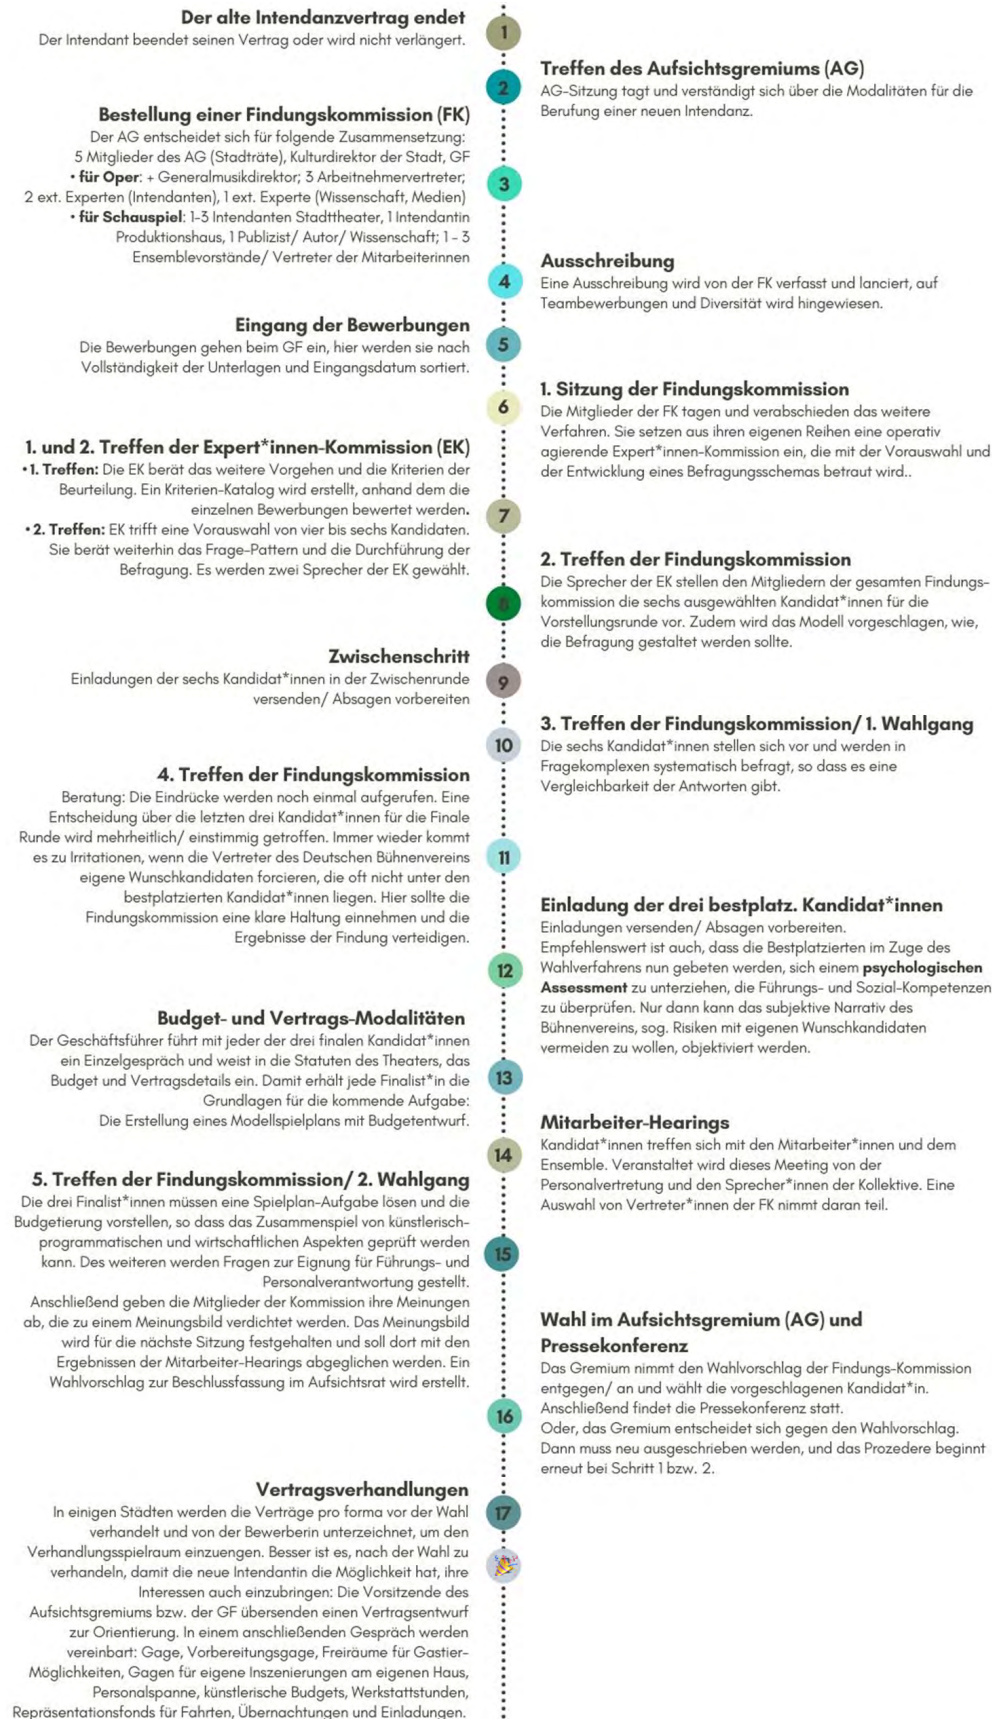 Der alte Intendanzvertrag endet
Der Intendant beendet seinen Vertrag oder wird nicht verlängert.
1
Treffen des Aufsichtsgremiums (AG)
AG-Sitzung tagt und verständigt sich über die Modalitäten für die
Berufung einer neuen Intendanz.
2
Bestellung einer Findungskommission (FK)
Der AG entscheidet sich für folgende Zusammensetzung:
5 Mitglieder des AG (Stadträte), Kulturdirektor der Stadt, GF
• für Oper: + Generalmusikdirektor; 3 Arbeitnehmervertreter;
2 ext. Experten (Intendanten), 1 ext. Experte (Wissenschaft, Medien)
• für Schauspiel: 1-3 Intendanten Stadttheater, 1 Intendantin
Produktionshaus, 1 Publizist/ Autor/ Wissenschaft; 1 - 3
Ensemblevorstände/ Vertreter der Mitarbeiterinnen
3
Ausschreibung
Eine Ausschreibung wird von der FK verfasst und lanciert, auf
Teambewerbungen und Diversität wird hingewiesen.
4
Eingang der Bewerbungen
Die Bewerbungen gehen beim GF ein, hier werden sie nach
Vollständigkeit der Unterlagen und Eingangsdatum sortiert.
5
1. Sitzung der Findungskommission
Die Mitglieder der FK tagen und verabschieden das weitere
Verfahren. Sie setzen aus ihren eigenen Reihen eine operativ
agierende Expert*innen-Kommission ein, die mit der Vorauswahl und
der Entwicklung eines Befragungsschemas betraut wird..
6
1. und 2. Treffen der Expert*innen-Kommission (EK)
• 1. Treffen: Die EK berät das weitere Vorgehen und die Kriterien der
Beurteilung. Ein Kriterien-Katalog wird erstellt, anhand dem die
einzelnen Bewerbungen bewertet werden.
• 2. Treffen: EK trifft eine Vorauswahl von vier bis sechs Kandidaten.
Sie berät weiterhin das Frage-Pattern und die Durchführung der
Befragung. Es werden zwei Sprecher der EK gewählt.
7
2. Treffen der Findungskommission
Die Sprecher der EK stellen den Mitgliedern der gesamten Findungs-
kommission die sechs ausgewählten Kandidat*innen für die
Vorstellungsrunde vor. Zudem wird das Modell vorgeschlagen, wie,
die Befragung gestaltet werden sollte.
8
Zwischenschritt
Einladungen der sechs Kandidat*innen in der Zwischenrunde
versenden/ Absagen vorbereiten
9
3. Treffen der Findungskommission/ 1. Wahlgang
Die sechs Kandidat*innen stellen sich vor und werden in
Fragekomplexen systematisch befragt, so dass es eine
Vergleichbarkeit der Antworten gibt.
10
4. Treffen der Findungskommission
Beratung: Die Eindrücke werden noch einmal aufgerufen. Eine
Entscheidung über die letzten drei Kandidat*innen für die Finale
Runde wird mehrheitlich/ einstimmig getroffen. Immer wieder kommt
es zu Irritationen, wenn die Vertreter des Deutschen Bühnenvereins
eigene Wunschkandidaten forcieren, die oft nicht unter den
bestplatzierten Kandidat*innen liegen. Hier sollte die
Findungskommission eine klare Haltung einnehmen und die
Ergebnisse der Findung verteidigen.
11
Einladung der drei bestplatz. Kandidat*innen
Einladungen versenden/ Absagen vorbereiten.
Empfehlenswert ist auch, dass die Bestplatzierten im Zuge des
Wahlverfahrens nun gebeten werden, sich einem psychologischen
Assessment zu unterziehen, die Führungs- und Sozial-Kompetenzen
zu überprüfen. Nur dann kann das subjektive Narrativ des
Bühnenvereins, sog. Risiken mit eigenen Wunschkandidaten
vermeiden zu wollen, objektiviert werden.
12
Budget- und Vertrags-Modalitäten
Der Geschäftsführer führt mit jeder der drei finalen Kandidat*innen
ein Einzelgespräch und weist in die Statuten des Theaters, das
Budget und Vertragsdetails ein. Damit erhält jede Finalist*in die
Grundlagen für die kommende Aufgabe:
Die Erstellung eines Modellspielplans mit Budgetentwurf.
13
Mitarbeiter-Hearings
Kandidat*innen treffen sich mit den Mitarbeiter*innen und dem
Ensemble. Veranstaltet wird dieses Meeting von der
Personalvertretung und den Sprecher*innen der Kollektive. Eine
Auswahl von Vertreter*innen der FK nimmt daran teil.
14
5. Treffen der Findungskommission/ 2. Wahlgang
Die drei Finalist*innen müssen eine Spielplan-Aufgabe lösen und die
Budgetierung vorstellen, so dass das Zusammenspiel von künstlerisch-
programmatischen und wirtschaftlichen Aspekten geprüft werden
kann. Des weiteren werden Fragen zur Eignung für Führungs- und
Personalverantwortung gestellt.
Anschließend geben die Mitglieder der Kommission ihre Meinungen
ab, die zu einem Meinungsbild verdichtet werden. Das Meinungsbild
wird für die nächste Sitzung festgehalten und soll dort mit den
Ergebnissen der Mitarbeiter-Hearings abgeglichen werden. Ein
Wahlvorschlag zur Beschlussfassung im Aufsichtsrat wird erstellt.
15
Wahl im Aufsichtsgremium (AG) und
Pressekonferenz
Das Gremium nimmt den Wahlvorschlag der Findungs-Kommission
entgegen/ an und wählt die vorgeschlagenen Kandidat*in.
Anschließend findet die Pressekonferenz statt.
Oder, das Gremium entscheidet sich gegen den Wahlvorschlag.
Dann muss neu ausgeschrieben werden, und das Prozedere beginnt
erneut bei Schritt 1 bzw. 2.
16
Vertragsverhandlungen
In einigen Städten werden die Verträge pro forma vor der Wahl
verhandelt und von der Bewerberin unterzeichnet, um den
Verhandlungsspielraum einzuengen. Besser ist es, nach der Wahl zu
verhandeln, damit die neue Intendantin die Möglichkeit hat, ihre
Interessen auch einzubringen: Die Vorsitzende des
Aufsichtsgremiums bzw. der GF übersenden einen Vertragsentwurf
zur Orientierung. In einem anschließenden Gespräch werden
vereinbart: Gage, Vorbereitungsgage, Freiräume für Gastier-
Möglichkeiten, Gagen für eigene Inszenierungen am eigenen Haus,
Personalspanne, künstlerische Budgets, Werkstattstunden,
Repräsentationsfonds für Fahrten, Übernachtungen und Einladungen.
17